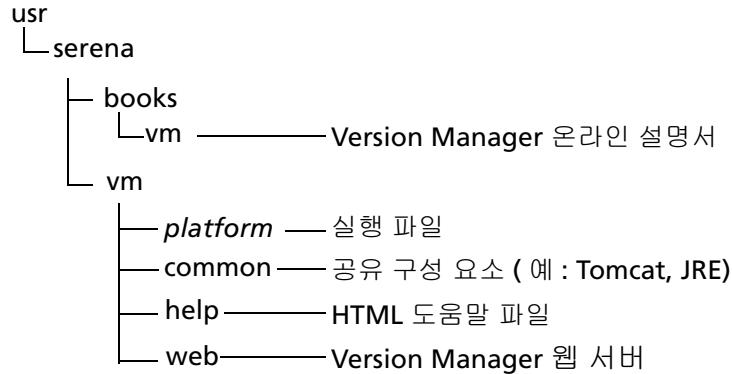 usr
serena
books
vm Version Manager 온라인 설명서
vm
platform 실행 파일
common 공유 구성 요소 ( 예 : Tomcat, JRE)
help HTML 도움말 파일
web Version Manager 웹 서버